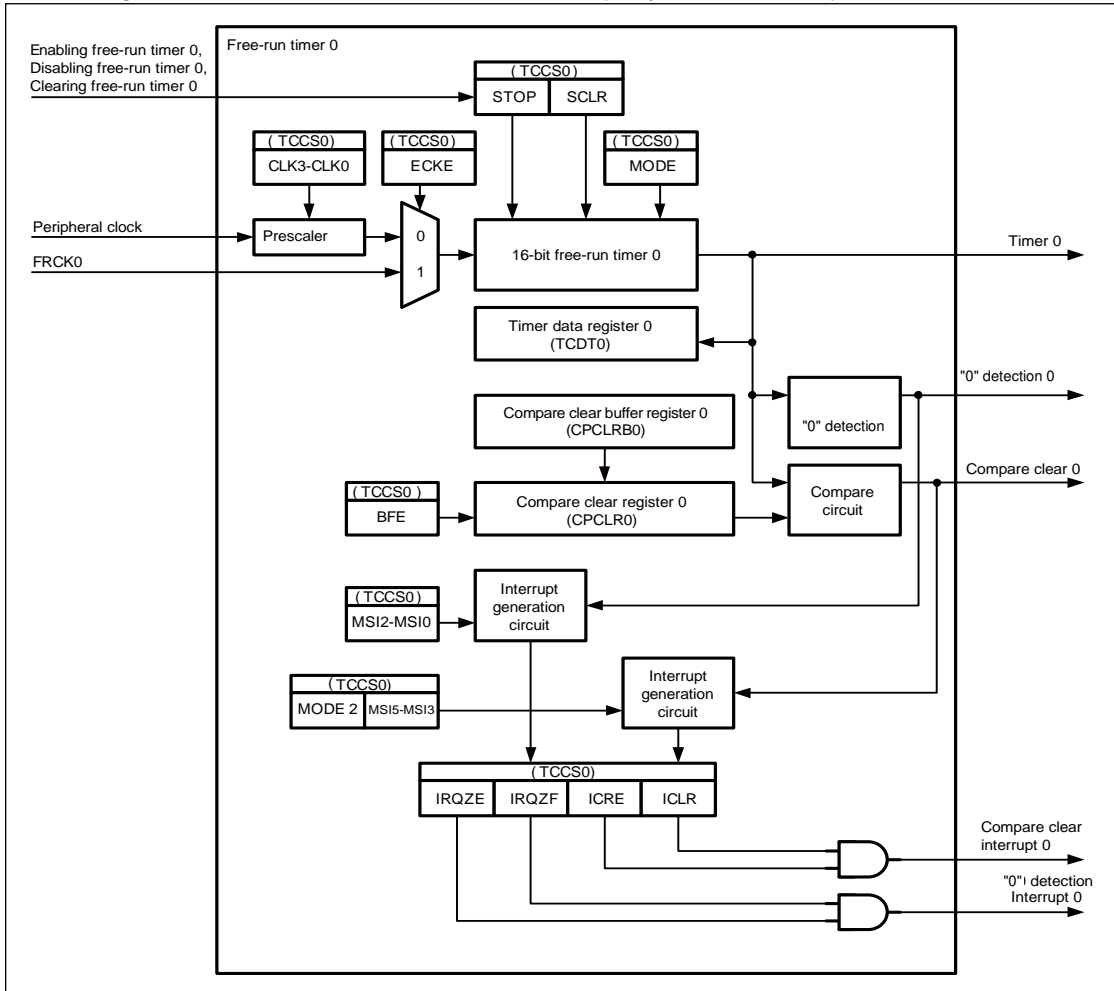 Enabling free-run timer 0,
Disabling free-run timer 0,
Clearing free-run timer 0
Free-run timer 0
(TCCS0)
STOP SCLR
(TCCS0)
CLK3-CLK0
(TCCS0)
ECKE
(TCCS0)
MODE
Peripheral clock
Prescaler
0
1
16-bit free-run timer 0
Timer 0
FRCK0
Timer data register 0
(TCDT0)
"0" detection 0
"0" detection
Compare clear buffer register 0
(CPCLRB0)
Compare clear 0
(TCCS0)
BFE
Compare clear register 0
(CPCLR0)
Compare
circuit
(TCCS0)
MSI2-MSI0
Interrupt
generation
circuit
(TCCS0)
MODE 2 MSI5-MSI3
Interrupt
generation
circuit
(TCCS0)
IRQZE IRQZF ICRE ICLR
Compare clear
interrupt 0
"0") detection
Interrupt 0